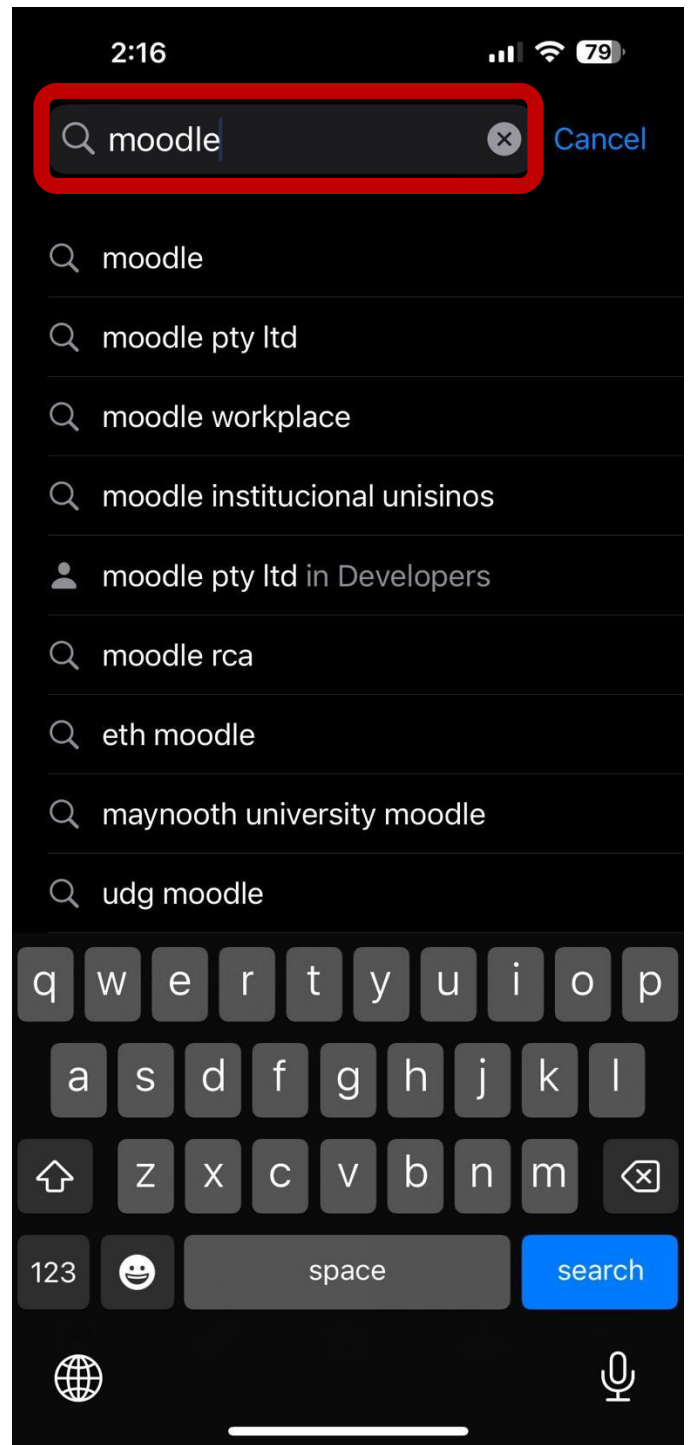 2:16 79
moodle Cancel
moodle
moodle pty ltd
moodle workplace
moodle institucional unisinos
moodle pty ltd in Developers
moodle rca
eth moodle
maynooth university moodle
udg moodle
q w e r t y u i o p
a s d f g h j k l
z x c v b n m
123 space search